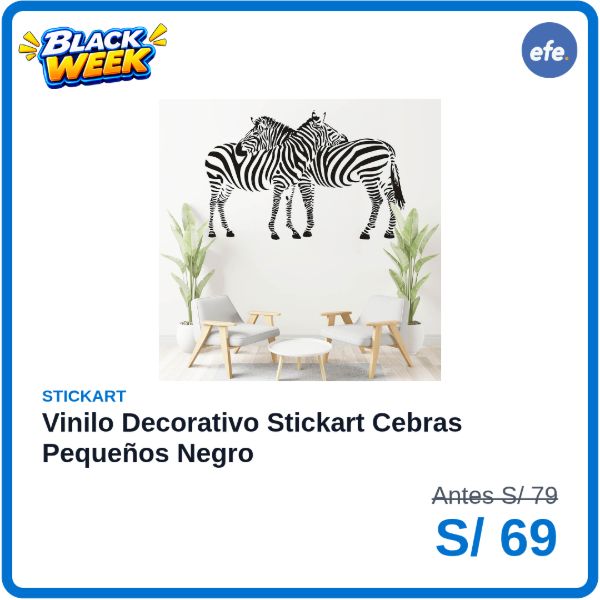 BLACK
WEEK
efe.
STICKART
Vinilo Decorativo Stickart Cebras
Pequeños Negro
Antes S/ 79
S/ 69